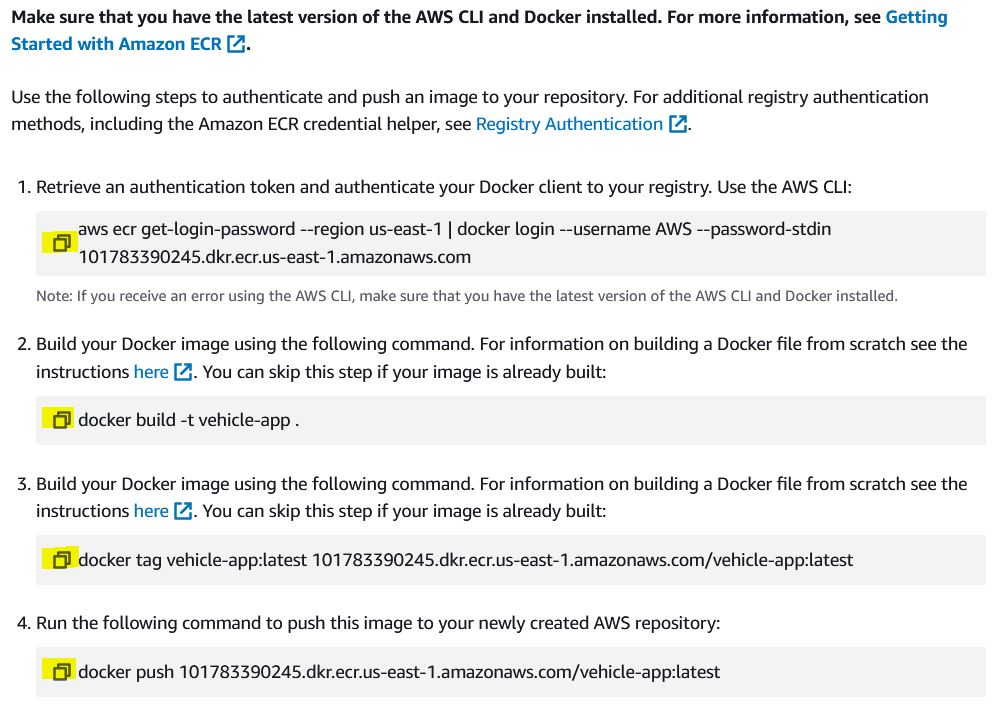 Make sure that you have the latest version of the AWS CLI and Docker installed. For more information, see Getting
Started with Amazon ECR.
Use the following steps to authenticate and push an image to your repository. For additional registry authentication
methods, including the Amazon ECR credential helper, see Registry Authentication.
1. Retrieve an authentication token and authenticate your Docker client to your registry. Use the AWS CLI:
aws ecr get-login-password --region us-east-1 | docker login --username AWS --password-stdin
101783390245.dkr.ecr.us-east-1.amazonaws.com
Note: If you receive an error using the AWS CLI, make sure that you have the latest version of the AWS CLI and Docker installed.
2. Build your Docker image using the following command. For information on building a Docker file from scratch see the
instructions here. You can skip this step if your image is already built:
docker build -t vehicle-app .
3. Build your Docker image using the following command. For information on building a Docker file from scratch see the
instructions here. You can skip this step if your image is already built:
docker tag vehicle-app:latest 101783390245.dkr.ecr.us-east-1.amazonaws.com/vehicle-app:latest
4. Run the following command to push this image to your newly created AWS repository:
docker push 101783390245.dkr.ecr.us-east-1.amazonaws.com/vehicle-app:latest